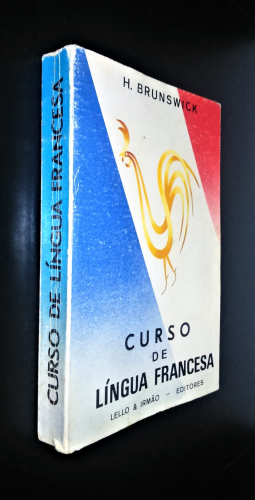 CURSO DE LÍNGUA FRANCESA
H. BRUNSWICK
CURSO
DE
LÍNGUA FRANCESA
LELLO & IRMÃO — EDITORES